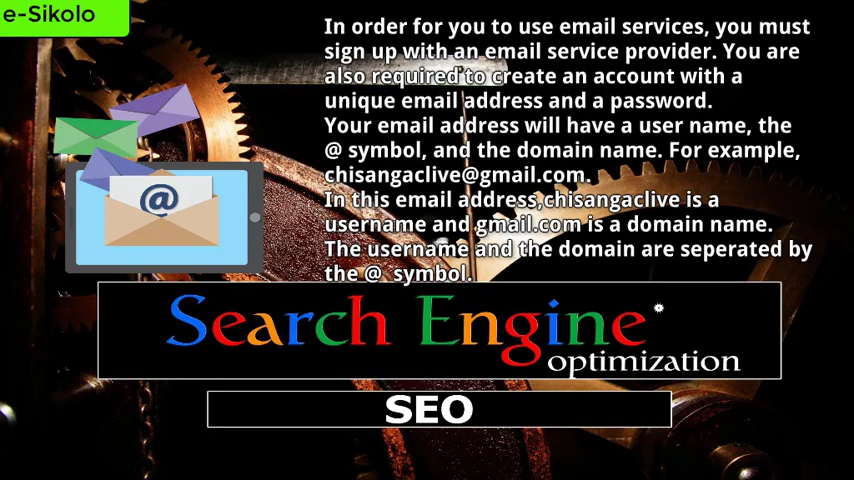 e-Sikolo
In order for you to use email services, you must
sign up with an email service provider. You are
also required to create an account with a
unique email address and a password.
Your email address will have a user name, the
@ symbol, and the domain name. For example,
chisangaclive@gmail.com.
In this email address,chisangaclive is a
username and gmail.com is a domain name.
The username and the domain are seperated by
the @ symbol.
@
Search Engine
optimization
SEO